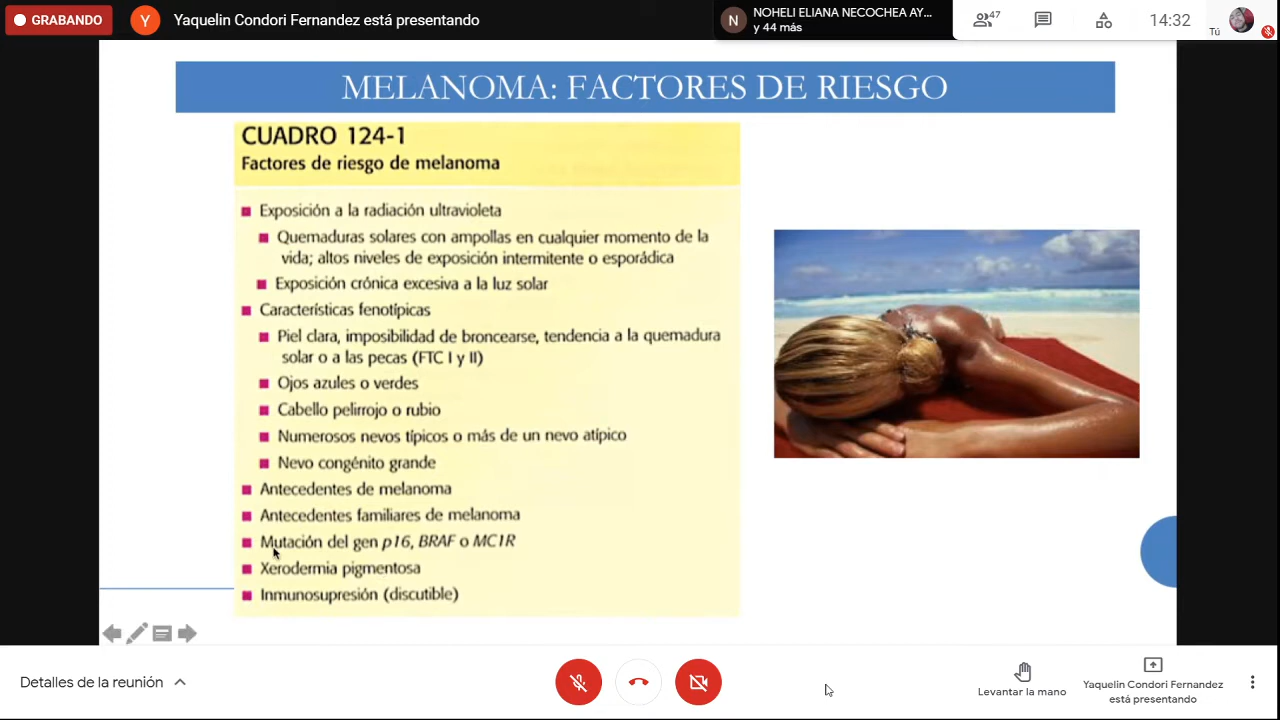 GRABANDO
Y
Yaquelin Condori Fernandez está presentando
N
NOHELI ELIANA NECOCHEA AY...
y 44 más
47
14:32
Tú
MELANOMA: FACTORES DE RIESGO
CUADRO 124-1
Factores de riesgo de melanoma
Exposición a la radiación ultravioleta
Quemaduras solares con ampollas en cualquier momento de la
vida; altos niveles de exposición intermitente o esporádica
Exposición crónica excesiva a la luz solar
Características fenotípicas
Piel clara, imposibilidad de broncearse, tendencia a la quemadura
solar o a las pecas (FTC I y II)
Ojos azules o verdes
Cabello pelirrojo o rubio
Numerosos nevos típicos o más de un nevo atípico
Nevo congénito grande
Antecedentes de melanoma
Antecedentes familiares de melanoma
Mutación del gen p16, BRAF o MC1R
Xerodermia pigmentosa
Inmunosupresión (discutible)
Detalles de la reunión
Levantar la mano
Yaquelin Condori Fernandez
está presentando